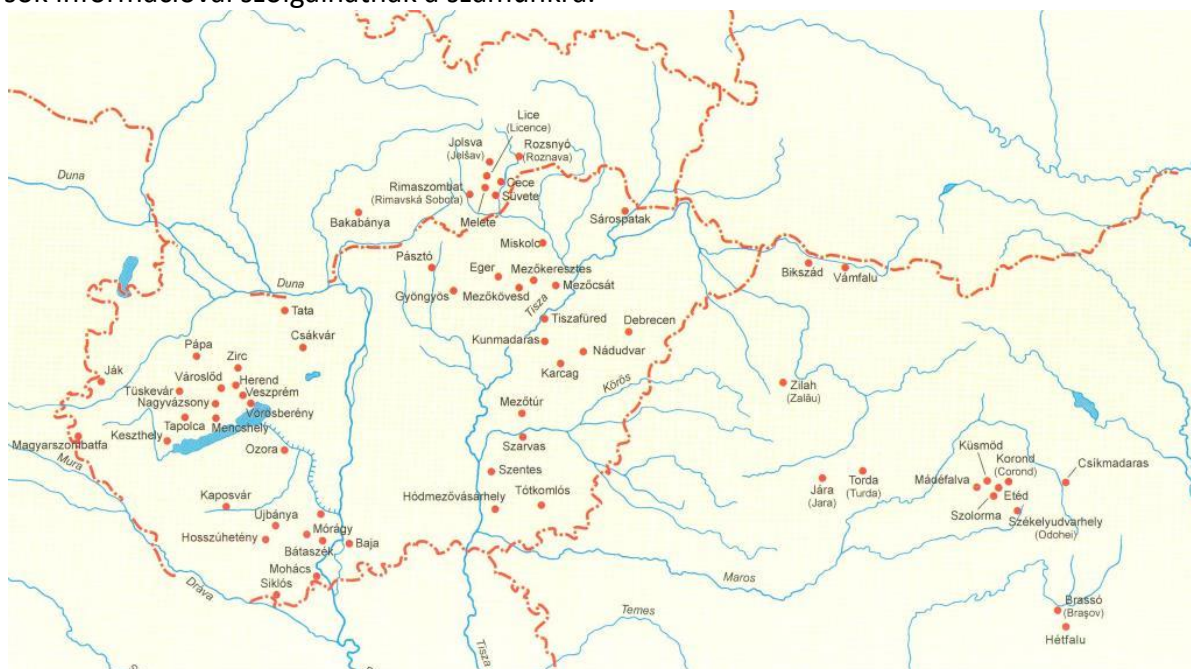 sok információval szolgálhatnak a számunkra.
Lice
(Licence)
Jolsva
(Jelšav)
Rozsnyó
(Roznava)
Duna
Rimaszombat
(Rimavská Sobota)
Cece
Süvete
Melete
Bakabánya
Sárospatak
Miskolc
Pásztó
Eger
Mezőkeresztes
Bikszád
Vámfalu
Gyöngyös
Mezőkövesd
Mezőcsát
Duna
Tisza
Tata
Tiszafüred
Debrecen
Csákvár
Kunmadaras
Nádudvar
Pápa
Zirc
Karcag
Ják
Városlőd
Herend
Körös
Zilah
(Zalău)
Tüskevár
Veszprém
Nagyvázsony
Vörösberény
Mezőtúr
Tapolca
Mencshely
Keszthely
Magyarszombatfa
Ozora
Szarvas
Mura
Küsmöd
Korond
(Corond)
Csíkmadaras
Szentes
Mádéfalva
Jára
(Jara)
Torda
(Turda)
Etéd
Kaposvár
Hódmezővásárhely
Tótkomlós
Szolorma
Székelyudvarhely
(Odohei)
Újbánya
Mórágy
Hosszúhetény
Bátaszék
Baja
Mohács
Siklós
Maros
Dráva
Temes
Brassó
(Braşov)
Hétfalu
Tisza